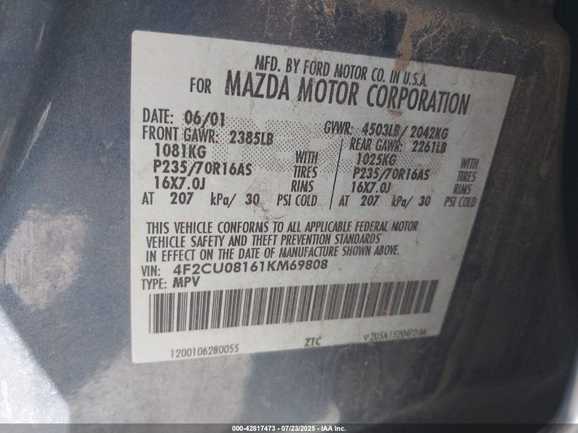 MFD. BY FORD MOTOR CO. IN U.S.A.
FOR MAZDA MOTOR CORPORATION
DATE: 06/01 GVWR: 4503LB/ 2042KG
FRONT GAWR: 2385LB REAR GAWR: 2261LB
1081KG WITH 1025KG WITH
P235/70R16AS TIRES P235/70R16AS TIRES
16X7.0J RIMS 16X7.0J RIMS
AT 207 kPa/ 30 PSI COLD AT 207 kPa/ 30 PSI COLD
THIS VEHICLE CONFORMS TO ALL APPLICABLE FEDERAL MOTOR
VEHICLE SAFETY AND THEFT PREVENTION STANDARDS
IN EFFECT ON THE DATE OF MANUFACTURE SHOWN ABOVE.
VIN: 4F2CU08161KM69808
TYPE: MPV
1200106280055 ZTC
000-42817473 - 07/23/2025 - IAA Inc.